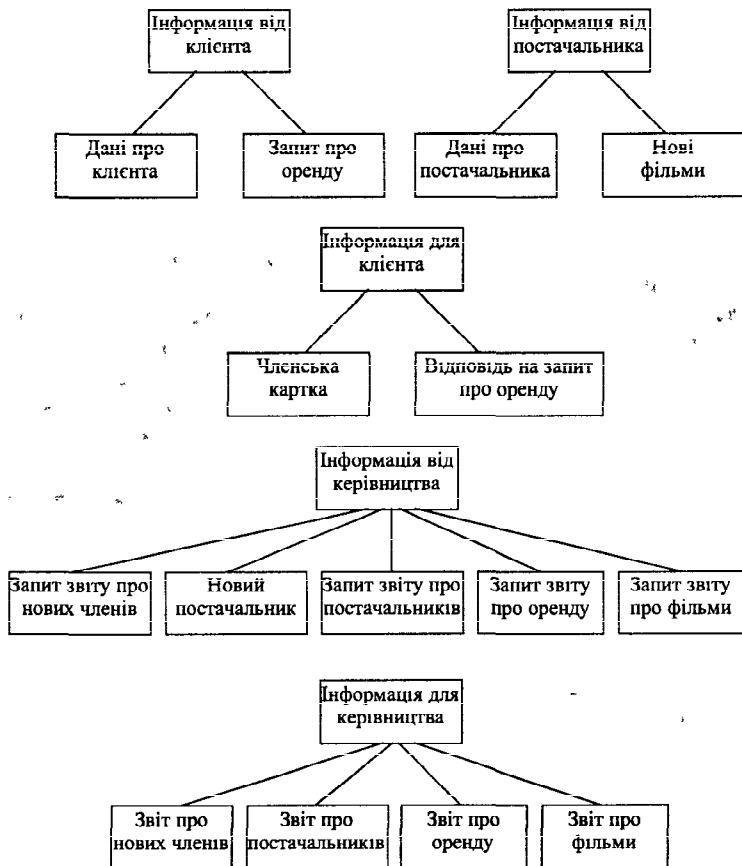 Інформація від
клієнта
Інформація від
постачальника
Дані про
клієнта
Запит про
оренду
Дані про
постачальника
Нові
фільми
Інформація для
клієнта
Членська
картка
Відповідь на запит
про оренду
Інформація від
керівництва
Запит звіту про
нових членів
Новий
постачальник
Запит звіту про
постачальників
Запит звіту
про оренду
Запит звіту
про фільми
Інформація для
керівництва
Звіт про
нових членів
Звіт про
постачальників
Звіт про
оренду
Звіт про
фільми